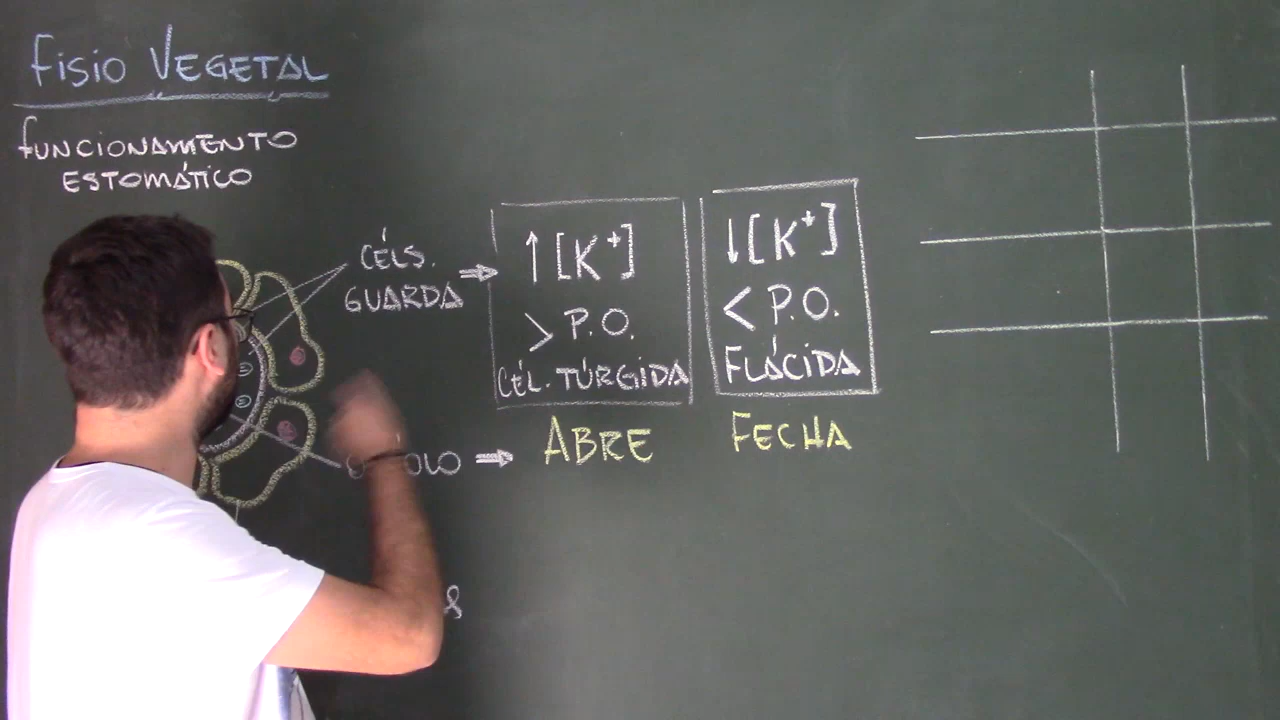 Fisio Vegetal
Funcionamento
Estomático
Céls.
Guarda
↑[K⁺]
> P.O.
Cél. Túrgida
↓[K⁺]
< P.O.
Flácida
Abre
Fecha